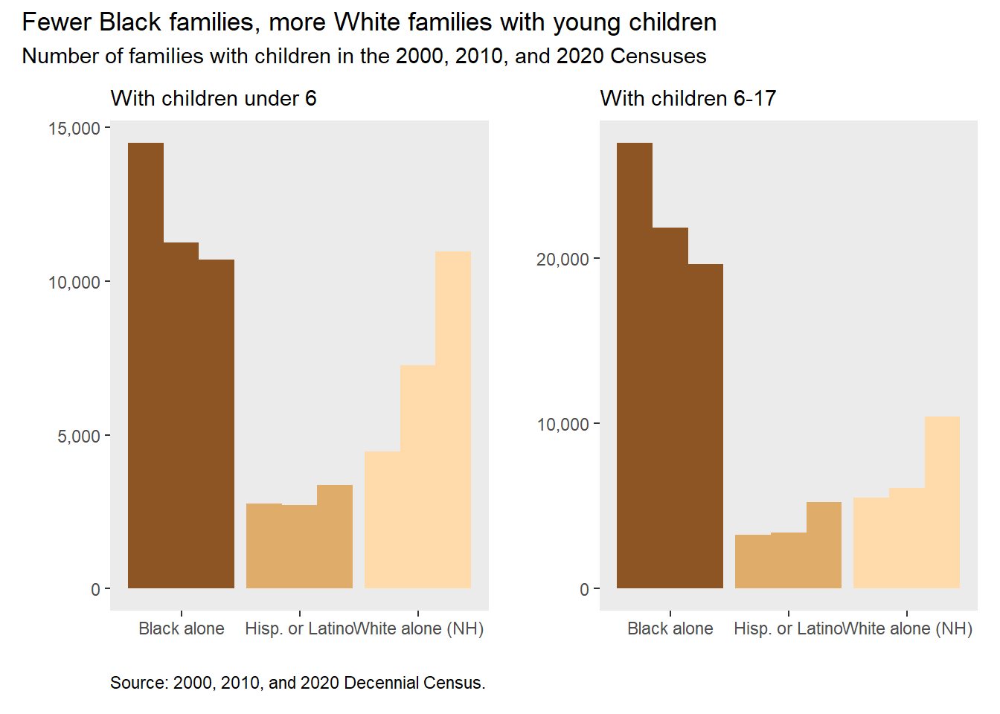 Fewer Black families, more White families with young children
Number of families with children in the 2000, 2010, and 2020 Censuses
With children under 6
15,000
10,000
5,000
0
Black alone
Hisp. or Latino
White alone (NH)
With children 6-17
20,000
10,000
0
Black alone
Hisp. or Latino
White alone (NH)
Source: 2000, 2010, and 2020 Decennial Census.